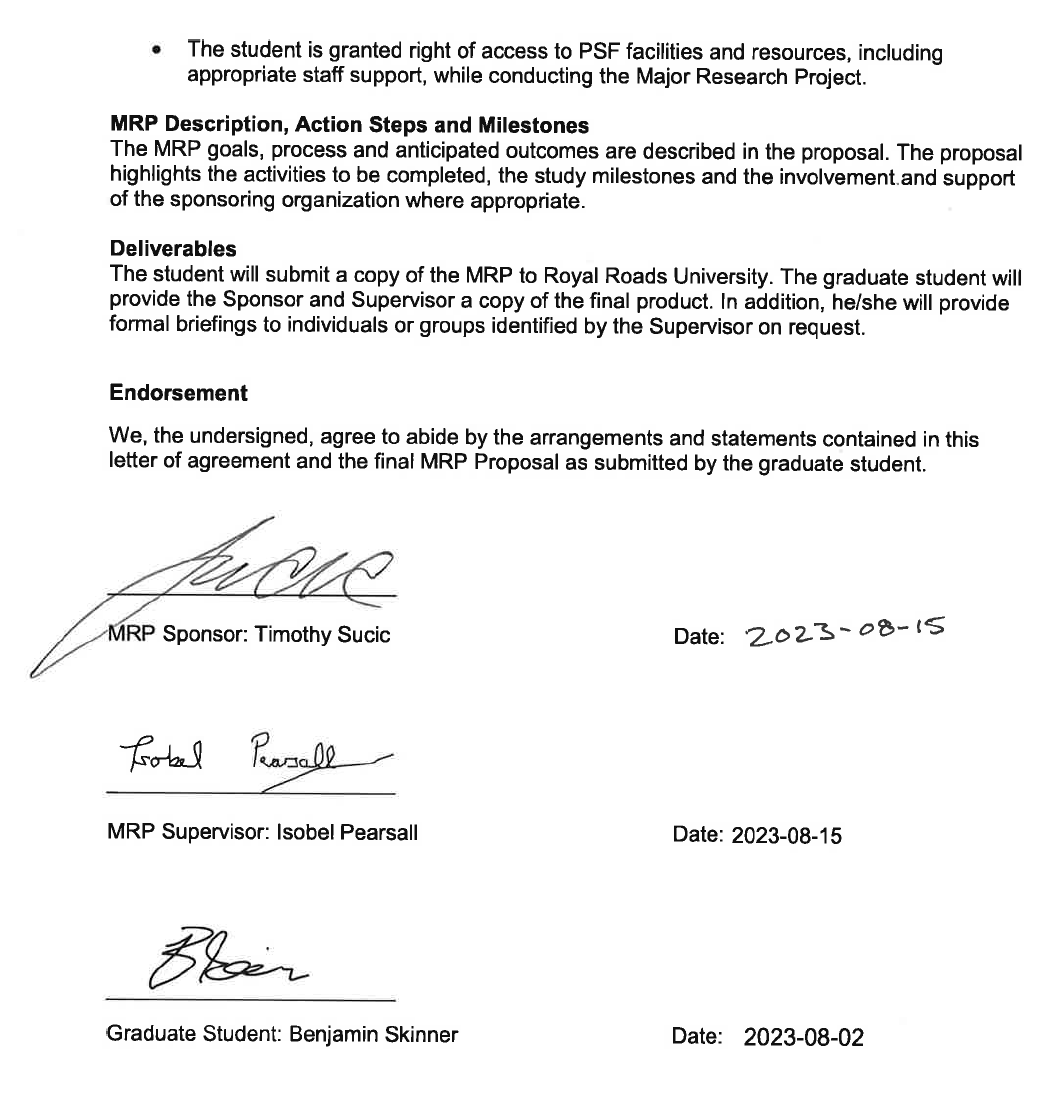 • The student is granted right of access to PSF facilities and resources, including
appropriate staff support, while conducting the Major Research Project.
MRP Description, Action Steps and Milestones
The MRP goals, process and anticipated outcomes are described in the proposal. The proposal
highlights the activities to be completed, the study milestones and the involvement.and support
of the sponsoring organization where appropriate.
Deliverables
The student will submit a copy of the MRP to Royal Roads University. The graduate student will
provide the Sponsor and Supervisor a copy of the final product. In addition, he/she will provide
formal briefings to individuals or groups identified by the Supervisor on request.
Endorsement
We, the undersigned, agree to abide by the arrangements and statements contained in this
letter of agreement and the final MRP Proposal as submitted by the graduate student.
Sucic
MRP Sponsor: Timothy Sucic Date: 2023-08-15
Isobel Pearsall
MRP Supervisor: Isobel Pearsall Date: 2023-08-15
Graduate Student: Benjamin Skinner Date: 2023-08-02